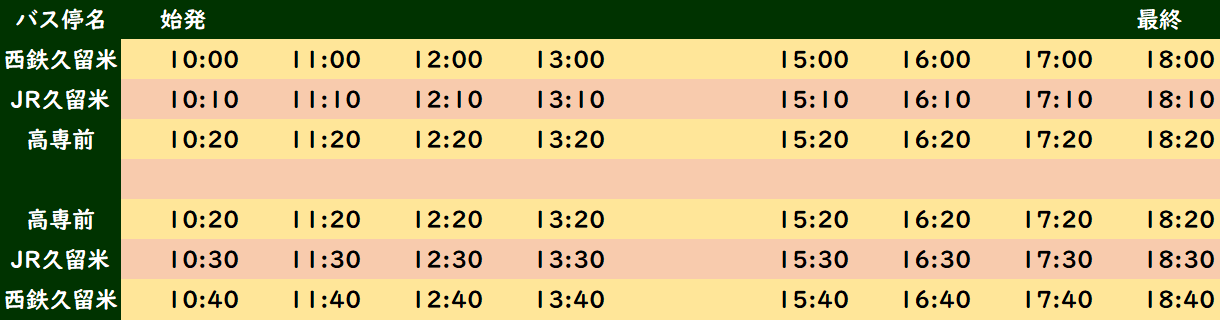 バス停名 始発 最終
西鉄久留米 10:00 11:00 12:00 13:00 15:00 16:00 17:00 18:00
JR久留米 10:10 11:10 12:10 13:10 15:10 16:10 17:10 18:10
高専前 10:20 11:20 12:20 13:20 15:20 16:20 17:20 18:20
高専前 10:20 11:20 12:20 13:20 15:20 16:20 17:20 18:20
JR久留米 10:30 11:30 12:30 13:30 15:30 16:30 17:30 18:30
西鉄久留米 10:40 11:40 12:40 13:40 15:40 16:40 17:40 18:40